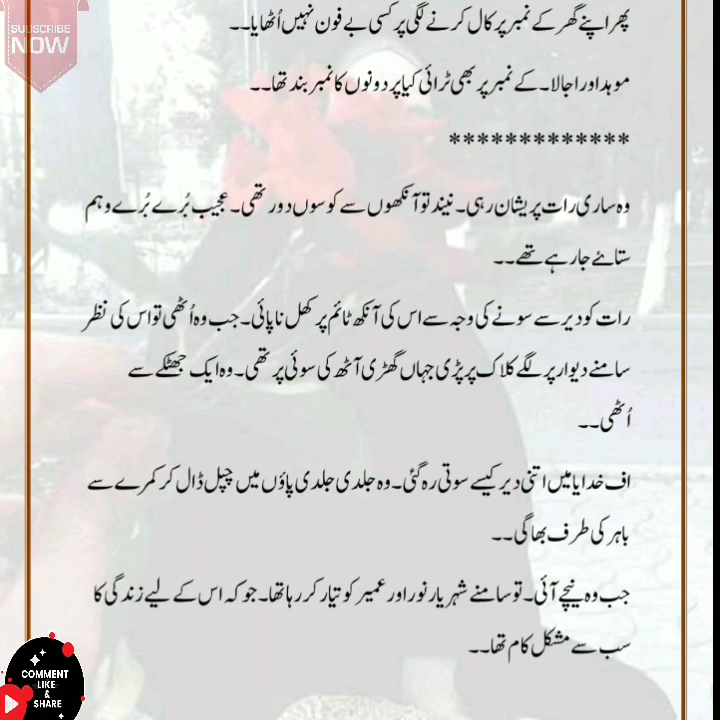 SUBSCRIBE
NOW
پھر اپنے گھر کے نمبر پر کال کرنے لگی پر کسی بے فون نہیں اُٹھایا۔۔
موہد اور اجالا۔ کے نمبر پر بھی ٹرائی کیا پر دونوں کا نمبر بند تھا۔۔
*************
وہ ساری رات پریشان رہی۔ نیند تو آنکھوں سے کوسوں دور تھی۔ عجیب بُرے بُرے وہم
ستائے جا رہے تھے۔۔
رات کو دیر سے سونے کی وجہ سے اس کی آنکھ ٹائم پر کھل نا پائی۔ جب وہ اُٹھی تو اس کی نظر
سامنے دیوار پر لگے کلاک پر پڑی جہاں گھڑی آٹھ کی سوئی پر تھی۔ وہ ایک جھٹکے سے
اُٹھی۔۔
اف خدایا میں اتنی دیر کیسے سوتی رہ گئی۔ وہ جلدی جلدی پاؤں میں چپل ڈال کر کمرے سے
باہر کی طرف بھاگی۔۔
جب وہ نیچے آئی۔ تو سامنے شہریار نور اور عمیر کو تیار کر رہا تھا۔ جو کہ اس کے لیے زندگی کا
سب سے مشکل کام تھا۔۔
COMMENT
LIKE
&
SHARE